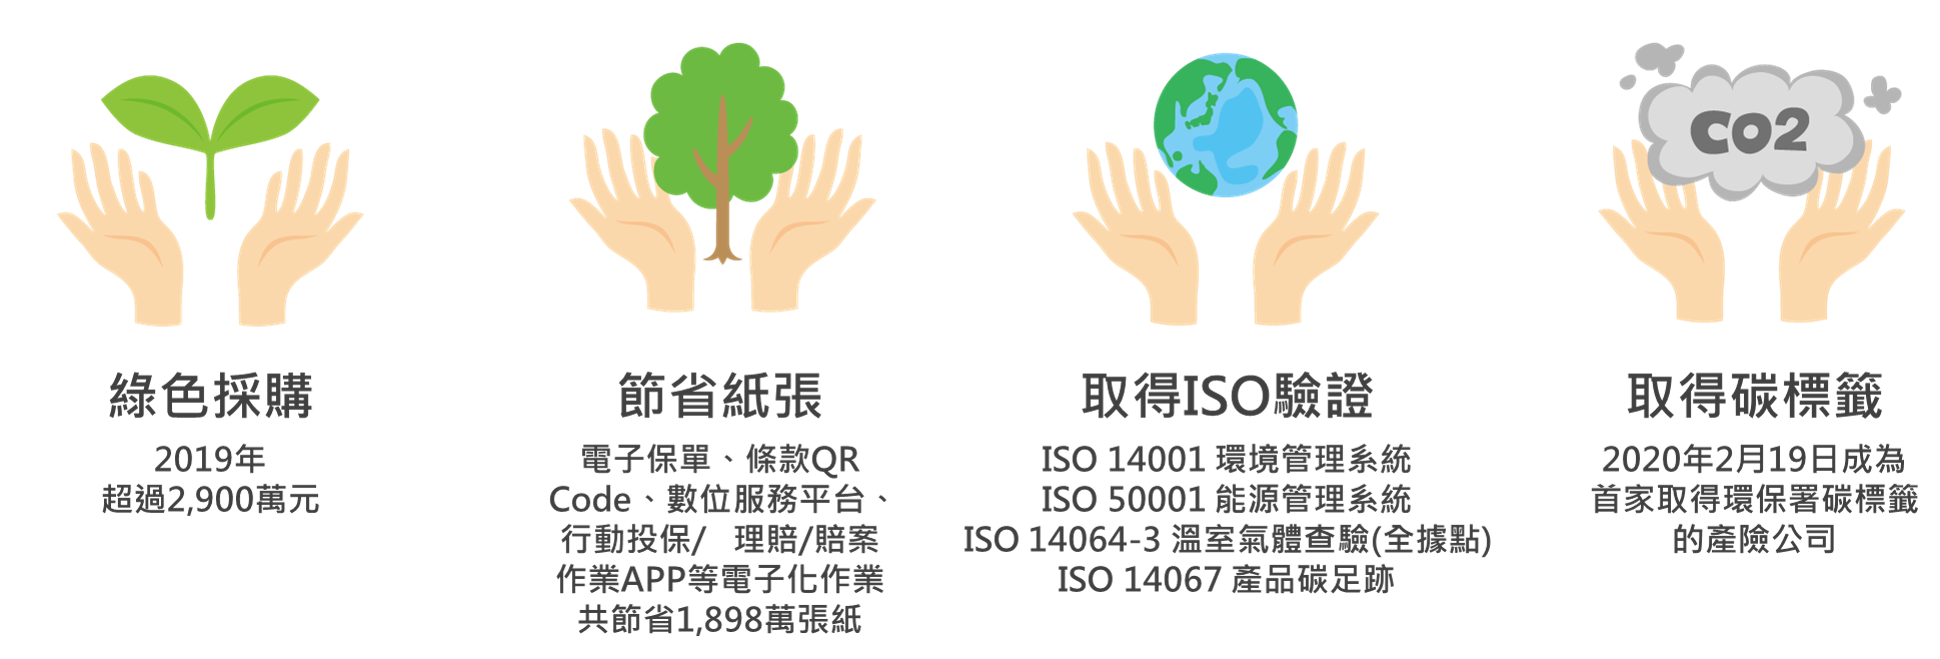 CO2
綠色採購
2019年
超過2,900萬元
節省紙張
電子保單、條款QR
Code、數位服務平台、
行動投保/ 理賠/賠案
作業APP等電子化作業
共節省1,898萬張紙
取得ISO驗證
ISO 14001 環境管理系統
ISO 50001 能源管理系統
ISO 14064-3 溫室氣體查驗(全據點)
ISO 14067 產品碳足跡
取得碳標籤
2020年2月19日成為
首家取得環保署碳標籤
的產險公司